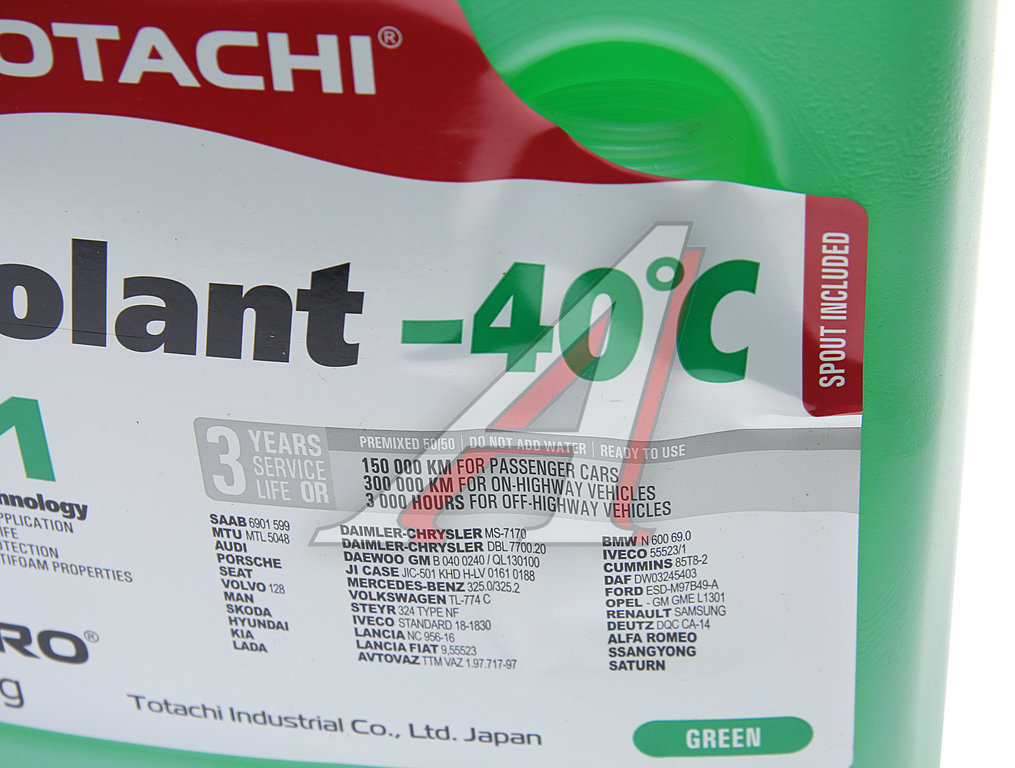 TOTACHI®
olant -40°C
SPOUT INCLUDED
3 YEARS SERVICE LIFE OR
PREMIXED 50/50 | DO NOT ADD WATER | READY TO USE
150 000 KM FOR PASSENGER CARS
300 000 KM FOR ON-HIGHWAY VEHICLES
3 000 HOURS FOR OFF-HIGHWAY VEHICLES
hnology
PPLICATION
IFE
OTECTION
TIFOAM PROPERTIES
SAAB 6901 599
MTU MTL 5048
AUDI
PORSCHE
SEAT
VOLVO 128
MAN
SKODA
HYUNDAI
KIA
LADA
DAIMLER-CHRYSLER MS-7170
DAIMLER-CHRYSLER DBL 7700.20
DAEWOO GM B 040 0240 / QL130100
JI CASE JIC-501 KHD H-LV 0161 0188
MERCEDES-BENZ 325.0/325.2
VOLKSWAGEN TL-774 C
STEYR 324 TYPE NF
IVECO STANDARD 18-1830
LANCIA NC 956-16
LANCIA FIAT 9,55523
AVTOVAZ TTM VAZ 1.97.717-97
BMW N 600 69.0
IVECO 55523/1
CUMMINS 85T8-2
DAF DW03245403
FORD ESD-M97B49-A
OPEL - GM GME L1301
RENAULT SAMSUNG
DEUTZ DQC CA-14
ALFA ROMEO
SSANGYONG
SATURN
RO®
g
Totachi Industrial Co., Ltd. Japan
GREEN